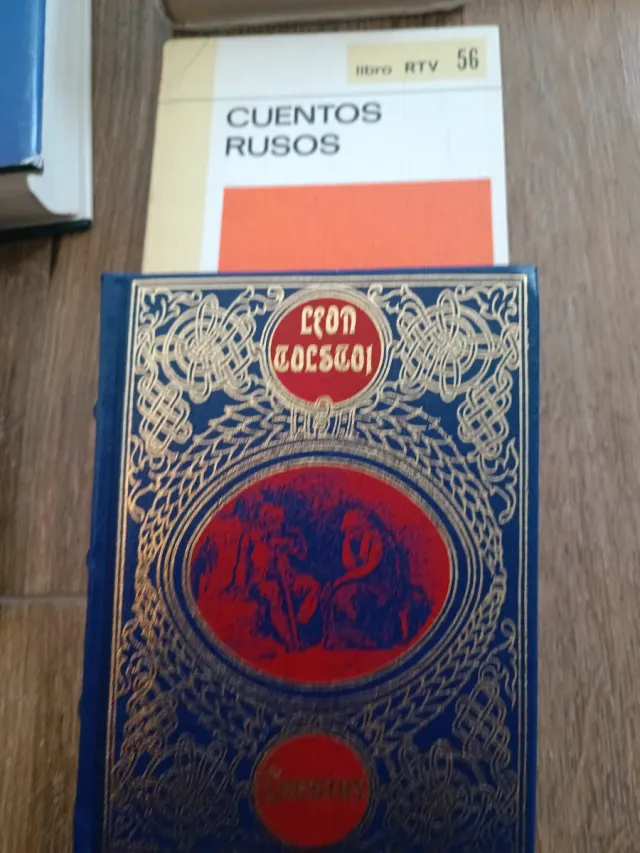 libro RTV 56
CUENTOS
RUSOS
LEON
TOLSTOI
Cuentos